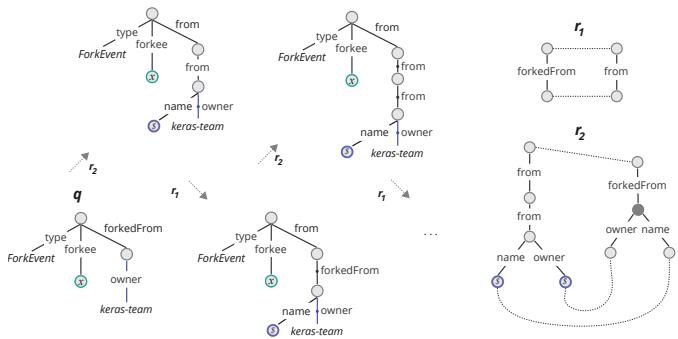 type
from
forkee
ForkEvent
x
from
name
owner
s
keras-team
type
from
forkee
ForkEvent
x
from
from
name
owner
s
keras-team
r1
forkedFrom
from
r2
r2
r1
r2
r1
q
forkedFrom
type
forkee
ForkEvent
x
owner
keras-team
from
type
forkee
ForkEvent
x
forkedFrom
name
owner
s
keras-team
...
from
from
name
owner
s
s
forkedFrom
owner
name